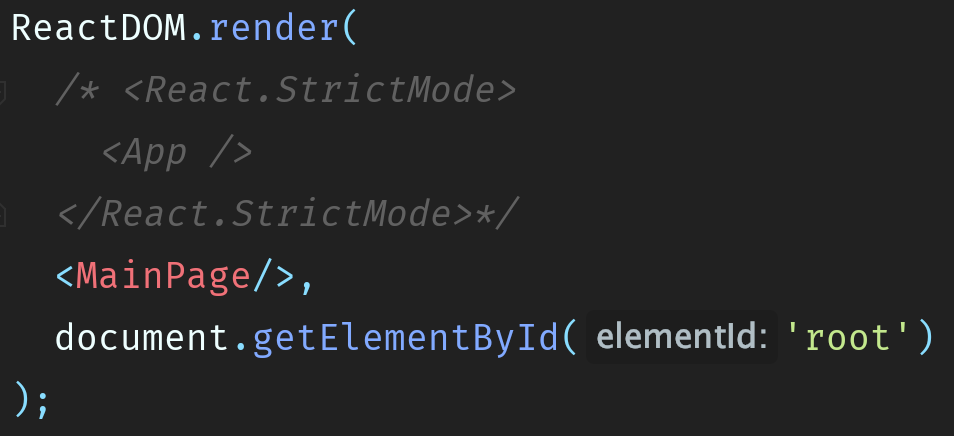 ReactDOM.render(
/* <React.StrictMode>
<App />
</React.StrictMode>*/
<MainPage/>,
document.getElementById( elementId: 'root')
);